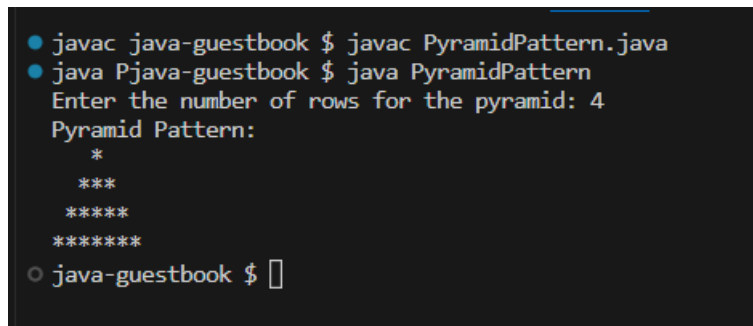 javac java-guestbook $ javac PyramidPattern.java
java Pjava-guestbook $ java PyramidPattern
Enter the number of rows for the pyramid: 4
Pyramid Pattern:
   *
  ***
 *****
*******
java-guestbook $